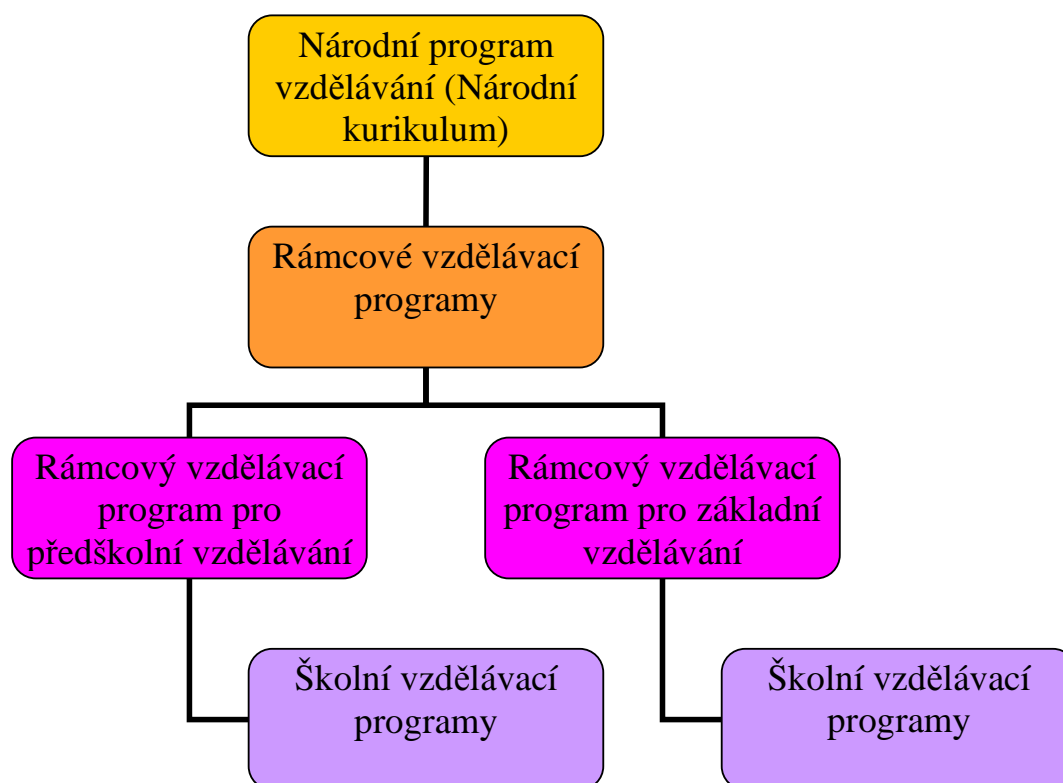 Národní program
vzdělávání (Národní
kurikulum)
Rámcové vzdělávací
programy
Rámcový vzdělávací
program pro
předškolní vzdělávání
Rámcový vzdělávací
program pro základní
vzdělávání
Školní vzdělávací
programy
Školní vzdělávací
programy